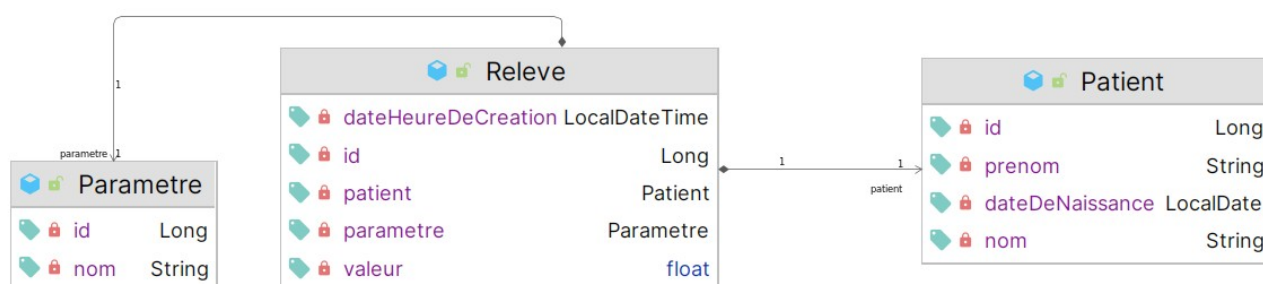 Releve
dateHeureDeCreation LocalDateTime
id Long
patient Patient
parametre Parametre
valeur float
1
parametre 1
Parametre
id Long
nom String
1 1
patient
Patient
id Long
prenom String
dateDeNaissance LocalDate
nom String